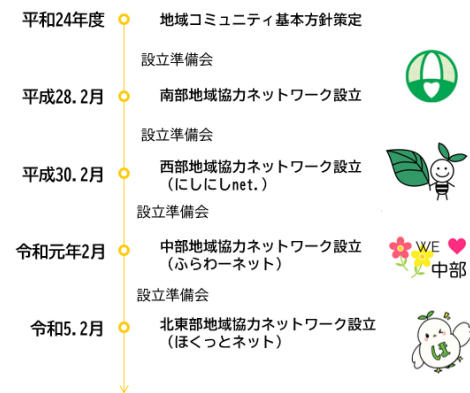 平和24年度 地域コミュニティ基本方針策定
設立準備会
平成28.2月 南部地域協力ネットワーク設立
設立準備会
平成30.2月 西部地域協力ネットワーク設立
（にしにしnet.）
設立準備会
令和元年2月 中部地域協力ネットワーク設立
（ふらわーネット）
WE
中部
設立準備会
令和5.2月 北東部地域協力ネットワーク設立
（ほくっとネット）
ほ